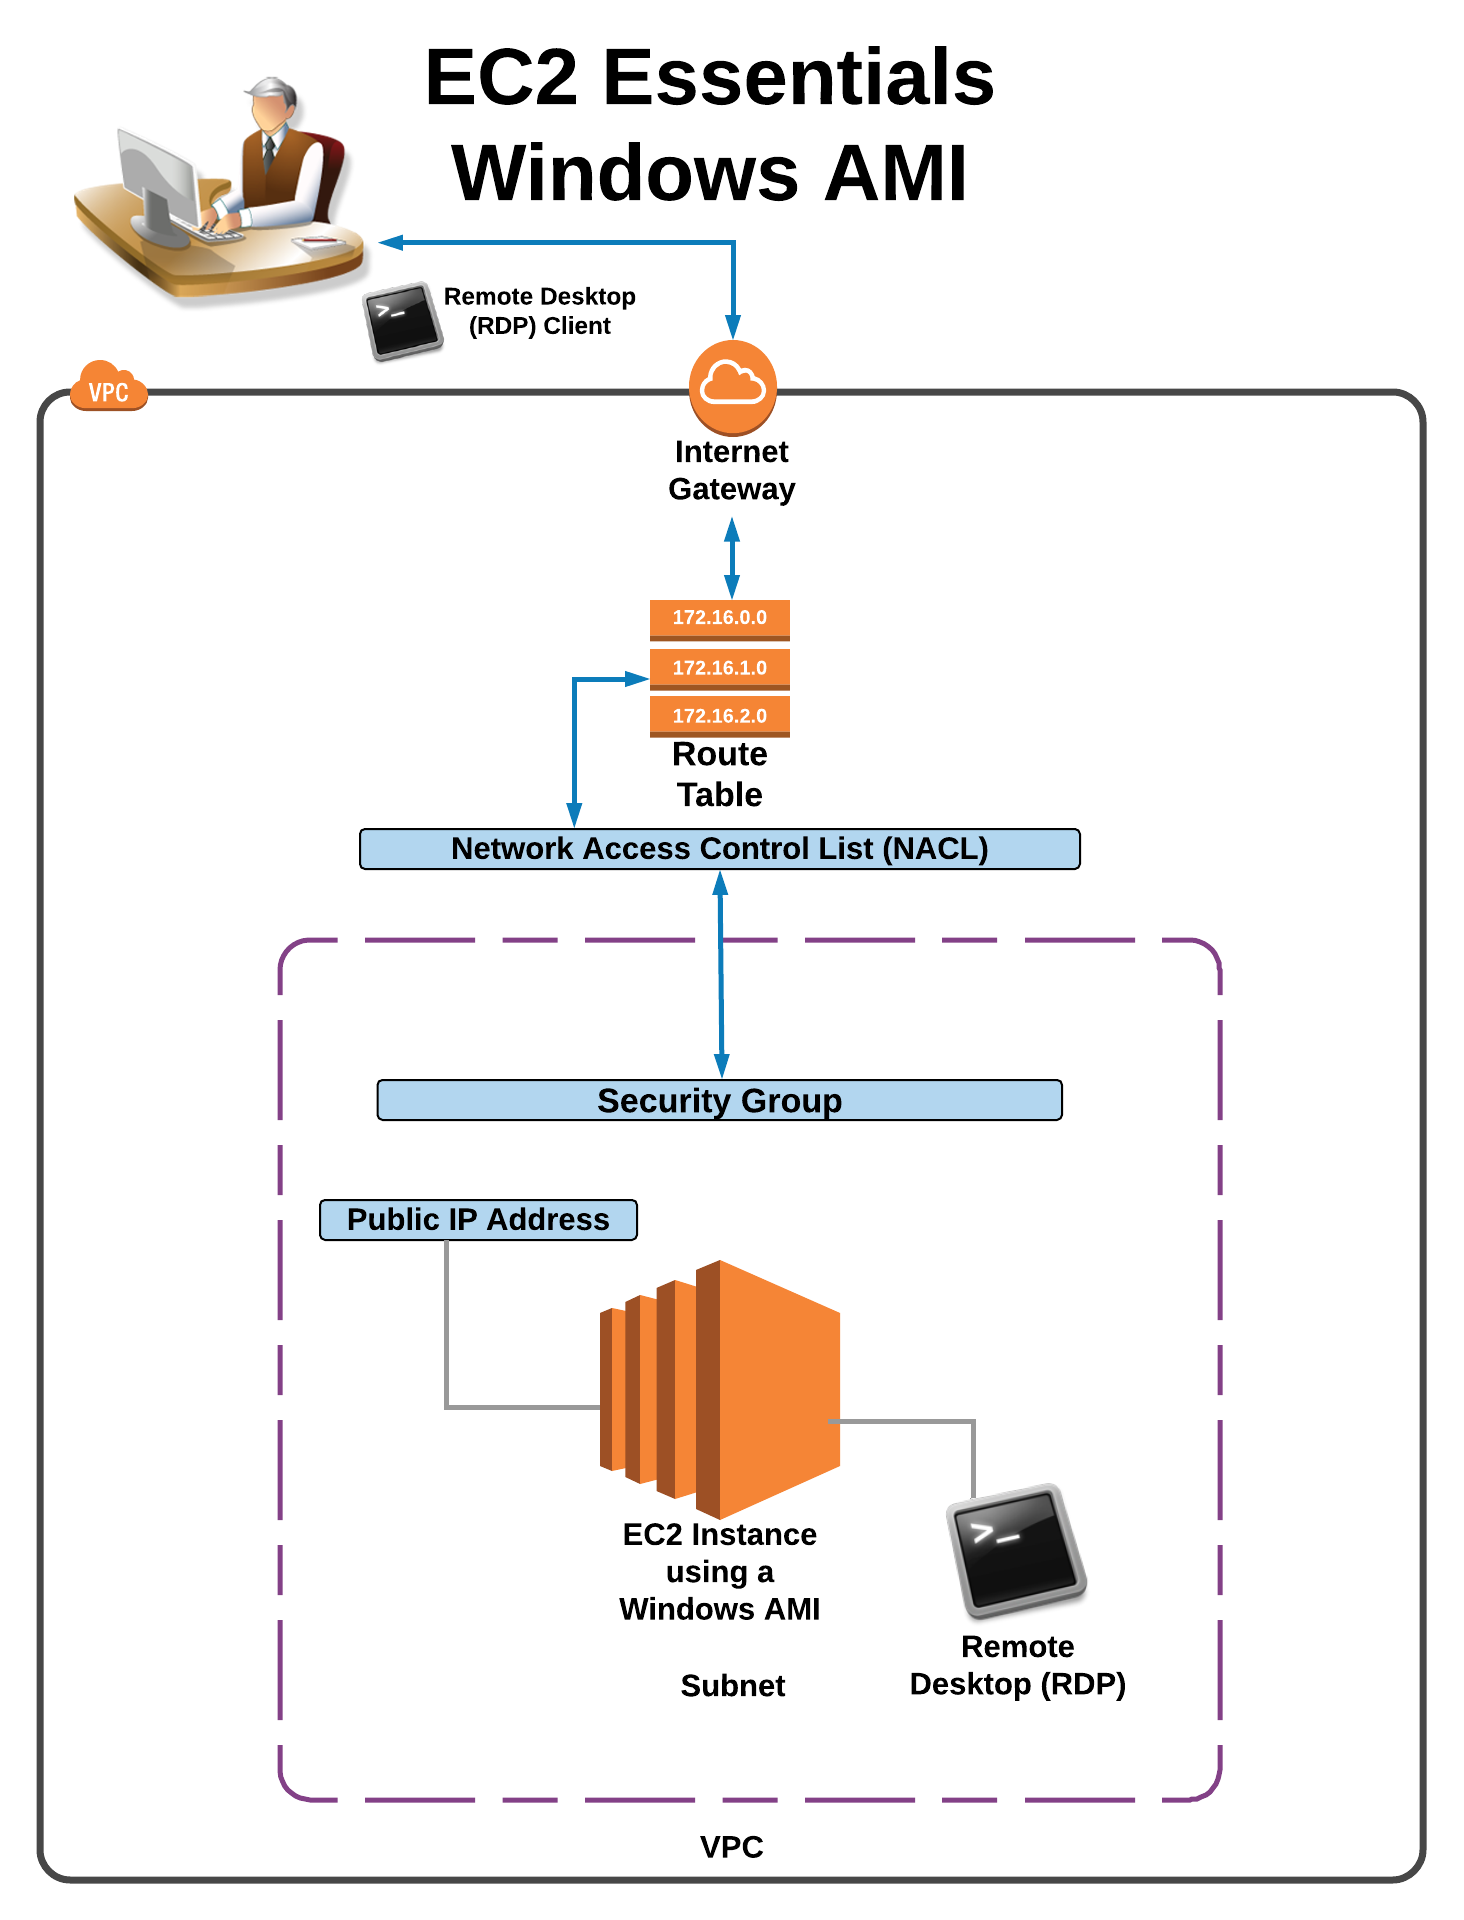 EC2 Essentials
Windows AMI
>_
Remote Desktop
(RDP) Client
VPC
Internet
Gateway
172.16.0.0
172.16.1.0
172.16.2.0
Route
Table
Network Access Control List (NACL)
Security Group
Public IP Address
>_
EC2 Instance
using a
Windows AMI
Remote
Desktop (RDP)
Subnet
VPC